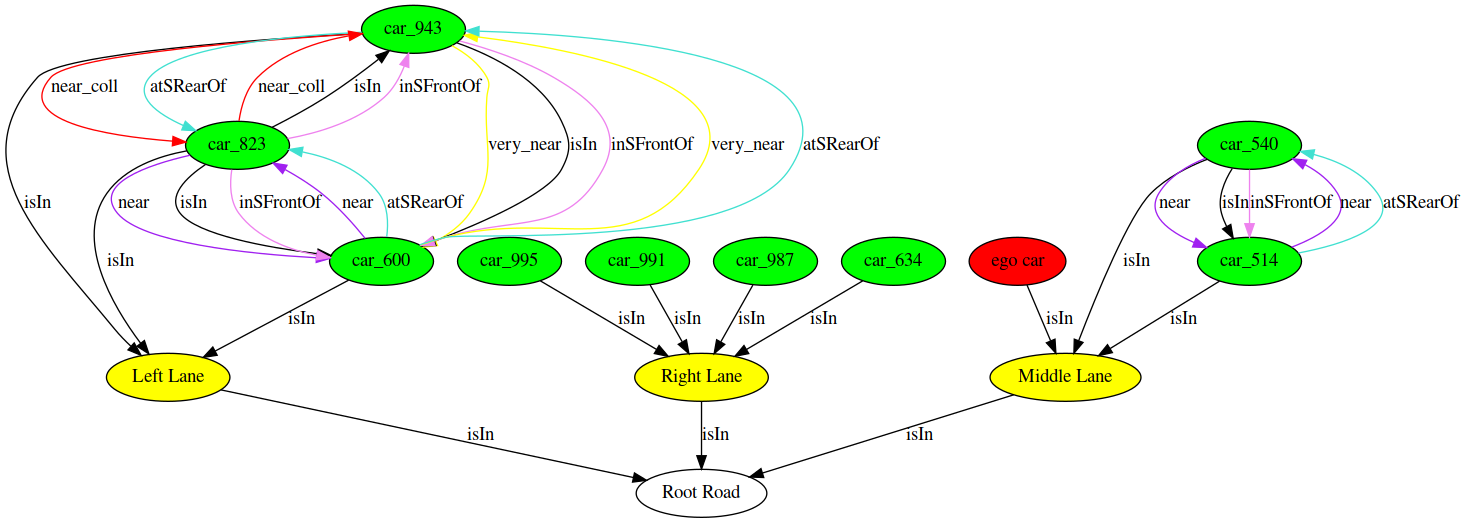 car_943
near_coll
atSRearOf
near_coll
isIn
inSFrontOf
car_823
very_near
isIn
inSFrontOf
very_near
atSRearOf
car_540
isIn
near
isIn
inSFrontOf
near
atSRearOf
near
isIn
inSFrontOf
near
atSRearOf
isIn
car_600
car_995
car_991
car_987
car_634
ego car
isIn
car_514
isIn
isIn
isIn
isIn
isIn
isIn
isIn
Left Lane
Right Lane
Middle Lane
isIn
isIn
isIn
Root Road